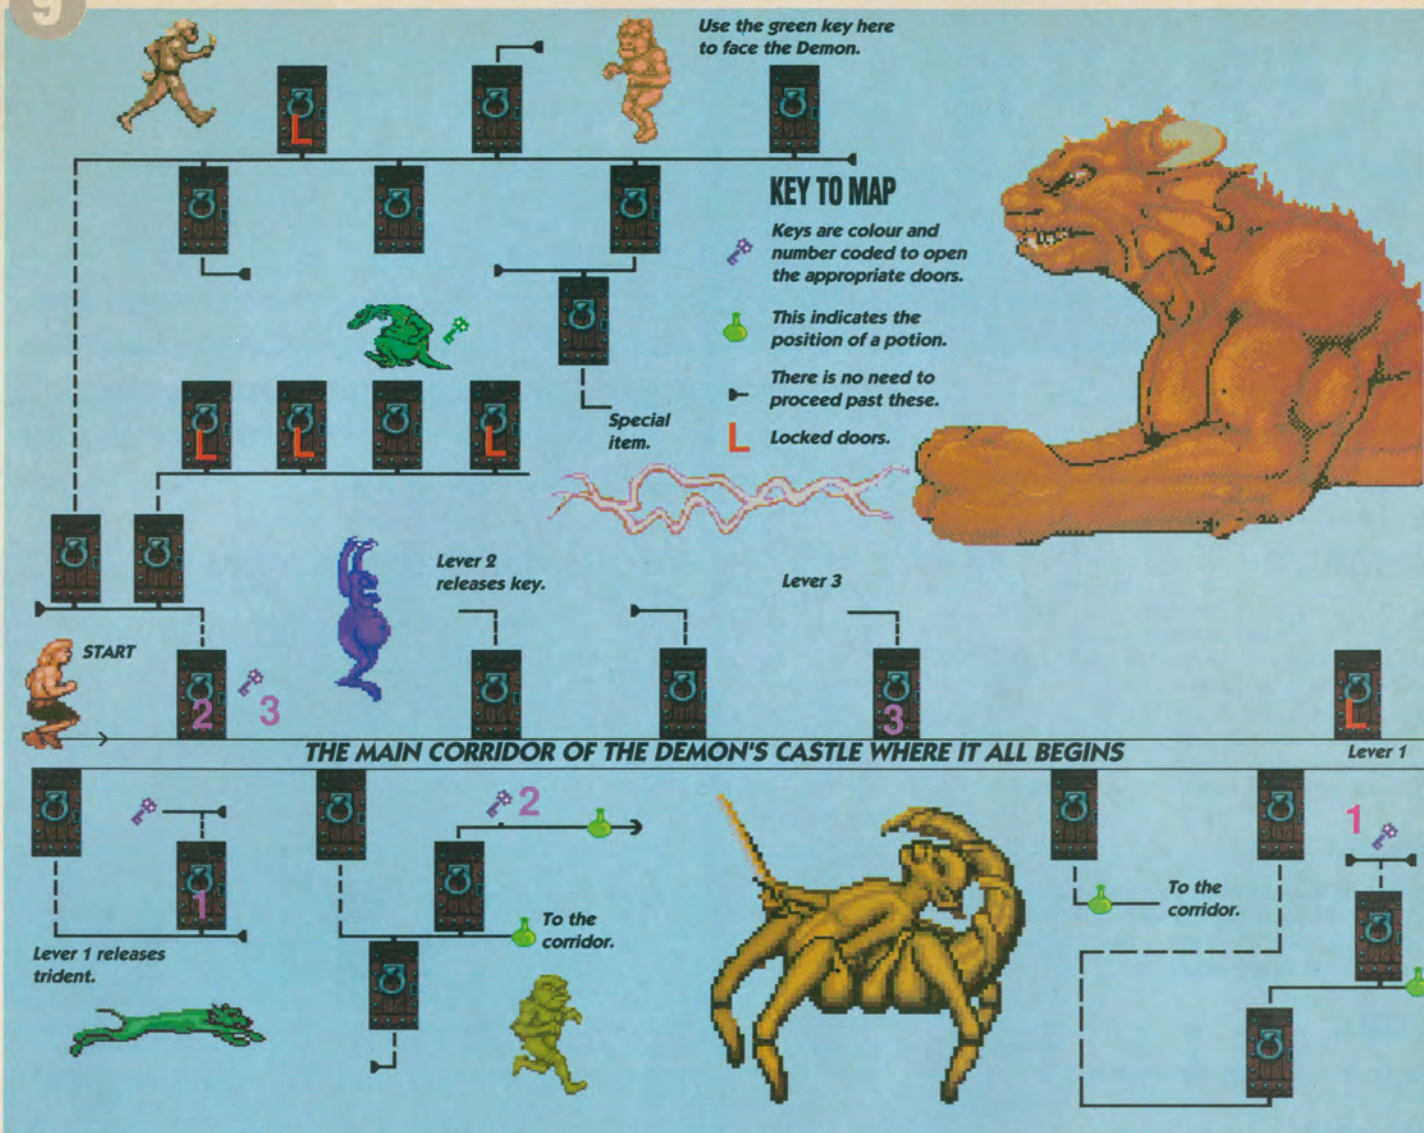 9
Use the green key here
to face the Demon.
L
KEY TO MAP
Keys are colour and
number coded to open
the appropriate doors.
This indicates the
position of a potion.
There is no need to
proceed past these.
L Locked doors.
Special
item.
L L L
Lever 2
releases key.
Lever 3
START
2 3
3
L
THE MAIN CORRIDOR OF THE DEMON'S CASTLE WHERE IT ALL BEGINS
Lever 1
2
1
1
To the
corridor.
To the
corridor.
Lever 1 releases
trident.